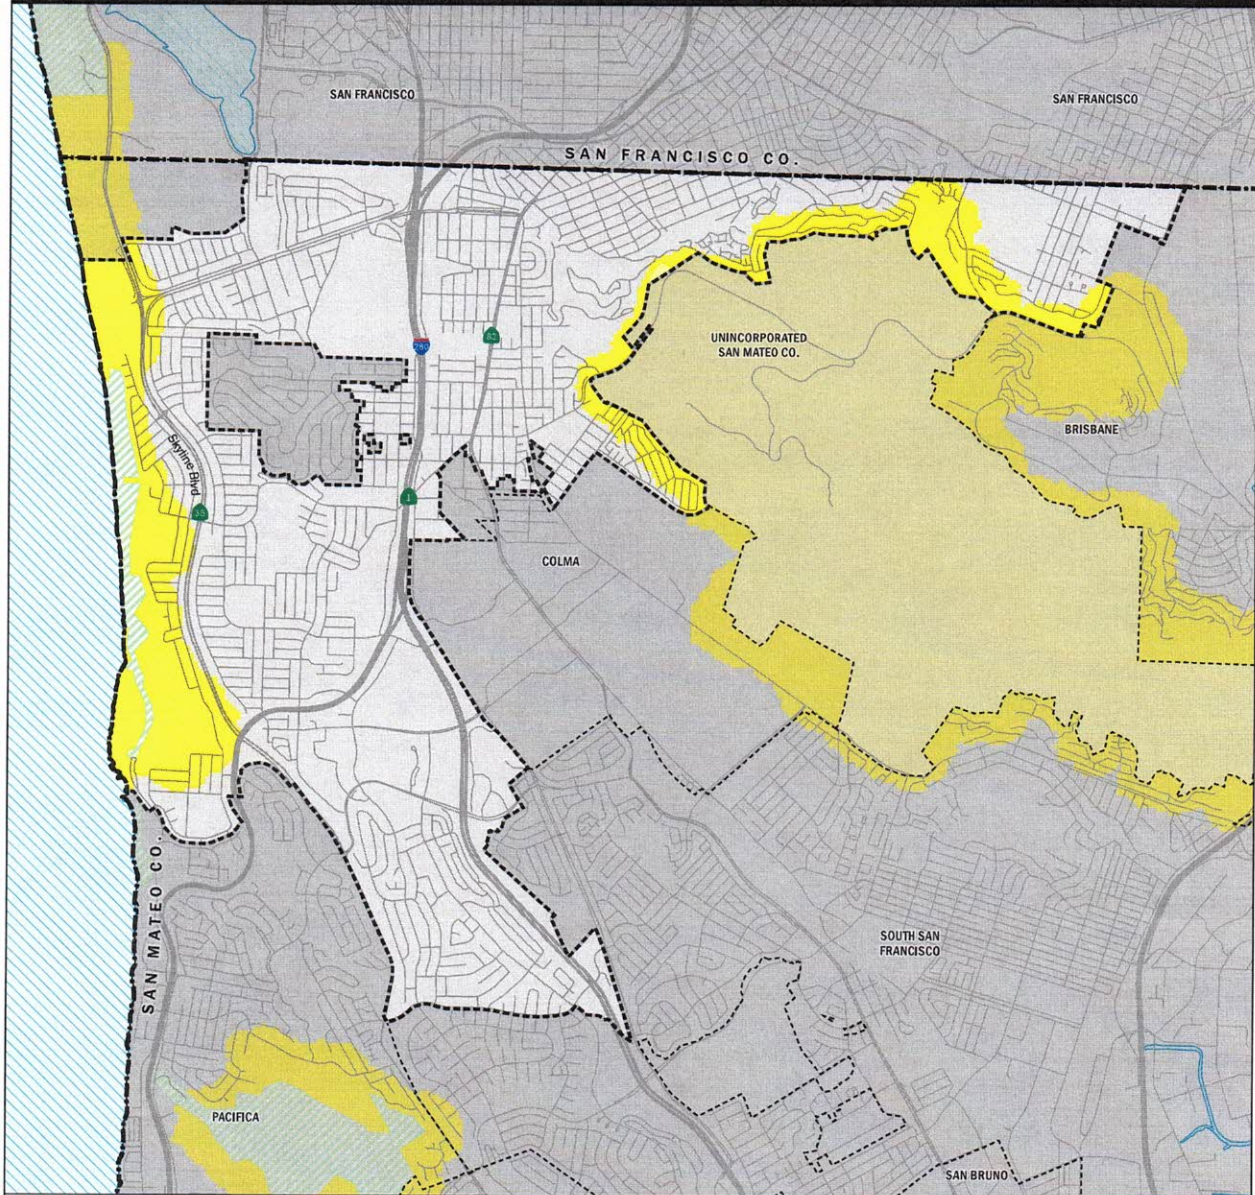 SAN FRANCISCO
SAN FRANCISCO
SAN FRANCISCO CO.
280
82
UNINCORPORATED
SAN MATEO CO.
BRISBANE
Skyline Blvd
35
1
COLMA
SAN MATEO CO.
SOUTH SAN
FRANCISCO
PACIFICA
SAN BRUNO